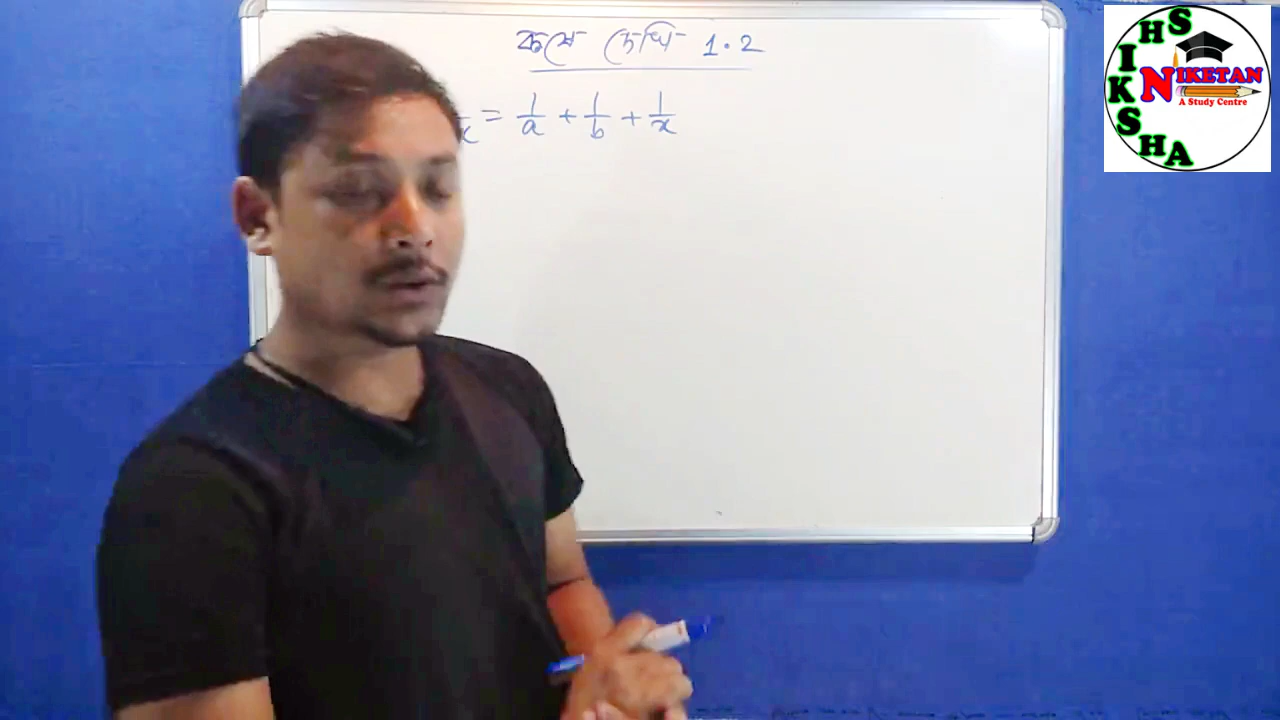 কষে দেখি 1.2
x = 1/a + 1/b + 1/x
SHIKSHA
NIKETAN
A Study Centre